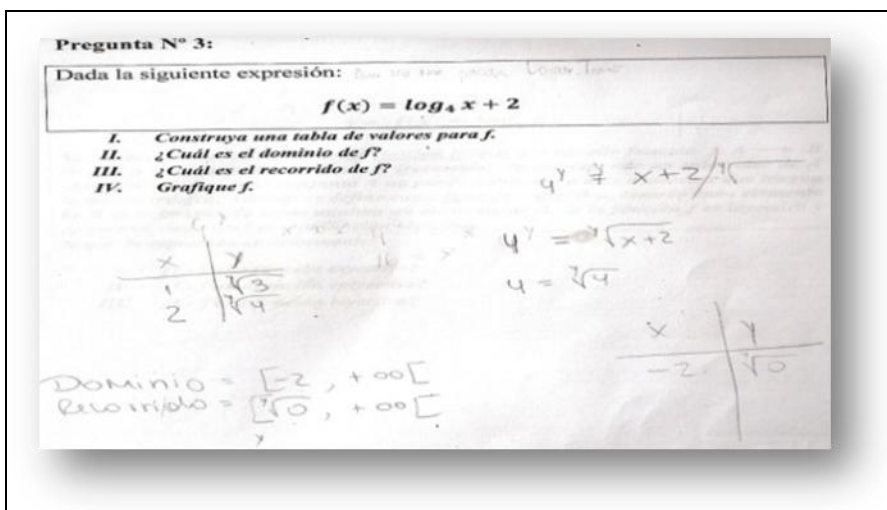 Pregunta Nº 3:
Dada la siguiente expresión:
f(x) = log₄ x + 2
I. Construya una tabla de valores para f.
II. ¿Cuál es el dominio de f?
III. ¿Cuál es el recorrido de f?
IV. Grafique f.
x + 2
4^y = ^y√x+2
4 = ^y√4
x y
1 ^y√3
2 ^y√4
x y
-2 ^y√0
Dominio = [-2, +∞[
Recorrido = [^y√0, +∞[
y